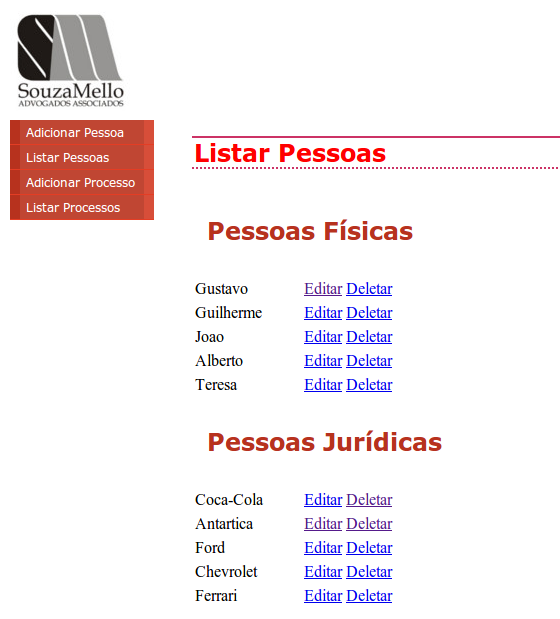 SouzaMello
ADVOGADOS ASSOCIADOS
Adicionar Pessoa
Listar Pessoas
Adicionar Processo
Listar Processos
Listar Pessoas
Pessoas Físicas
Gustavo Editar Deletar
Guilherme Editar Deletar
Joao Editar Deletar
Alberto Editar Deletar
Teresa Editar Deletar
Pessoas Jurídicas
Coca-Cola Editar Deletar
Antartica Editar Deletar
Ford Editar Deletar
Chevrolet Editar Deletar
Ferrari Editar Deletar